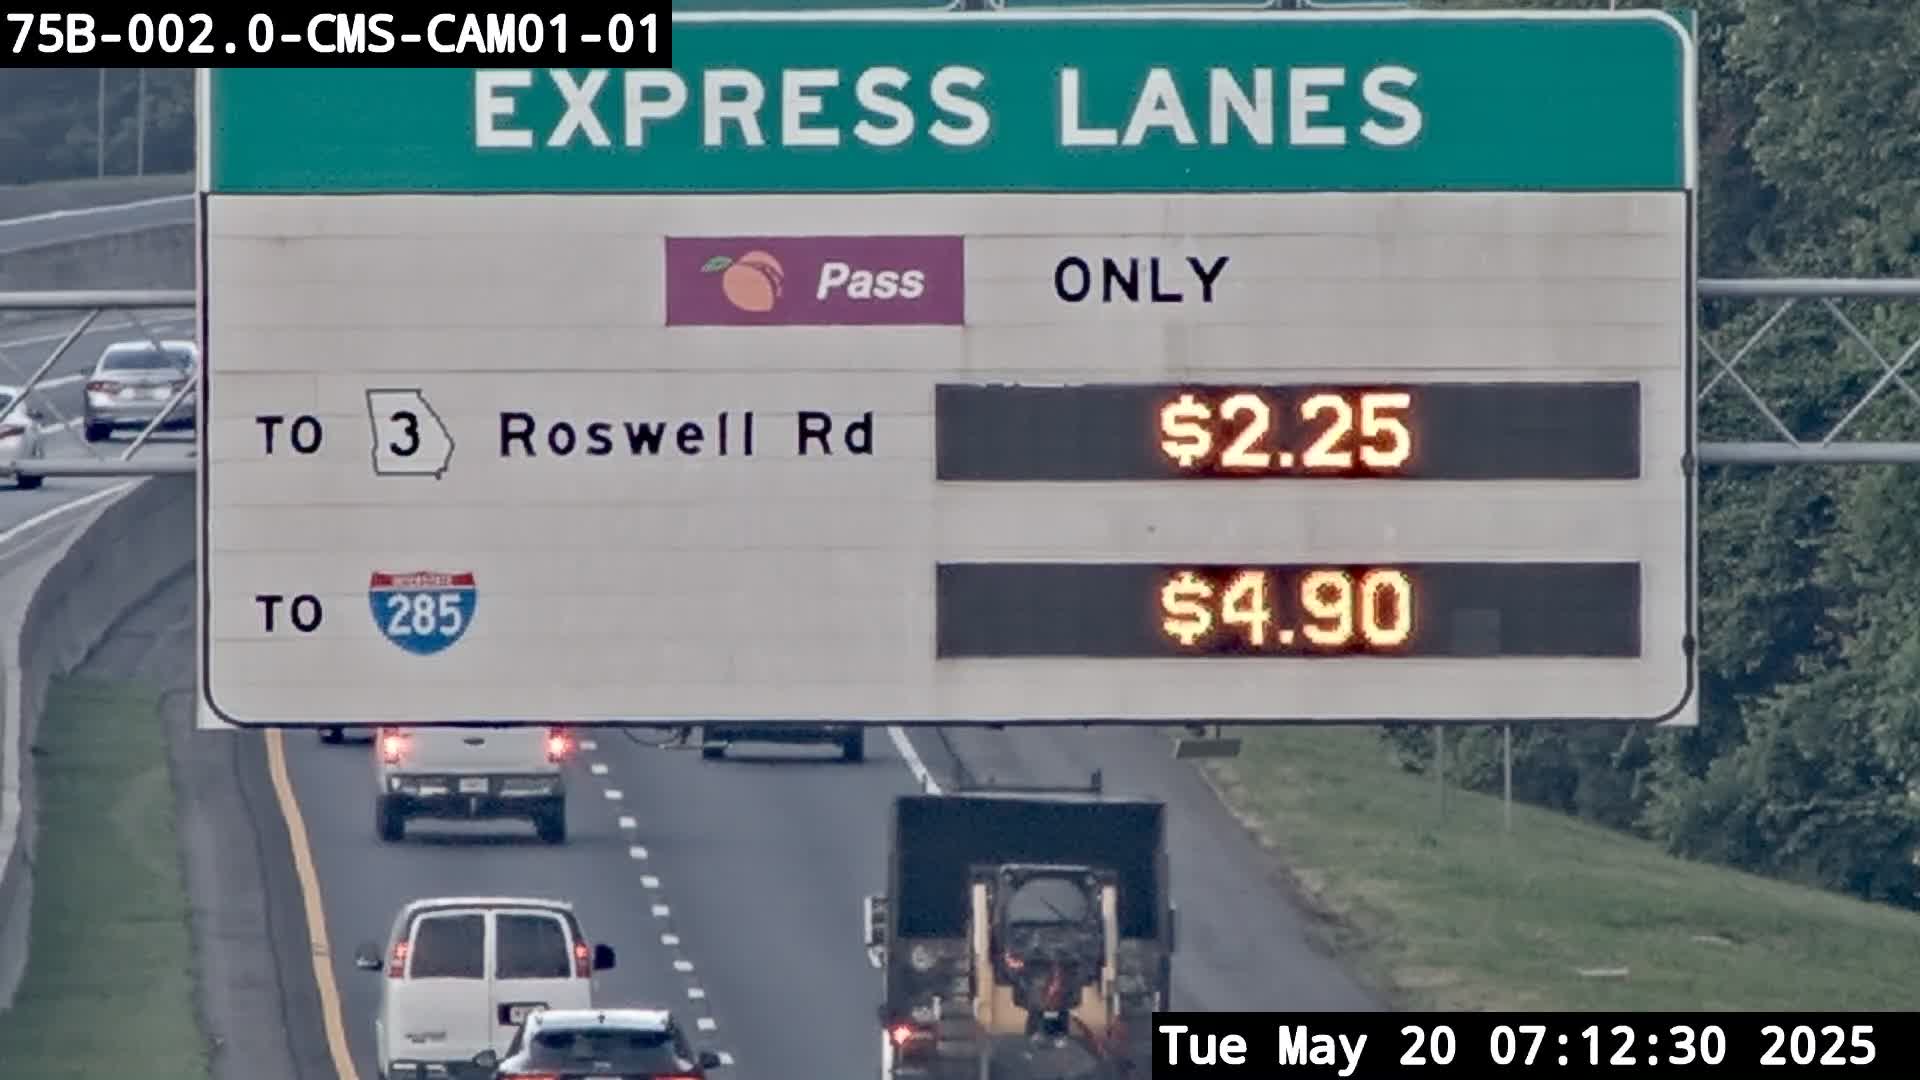 75B-002.0-CMS-CAM01-01
EXPRESS LANES
Pass ONLY
TO 3 Roswell Rd $2.25
INTERSTATE
TO 285 $4.90
Tue May 20 07:12:30 2025